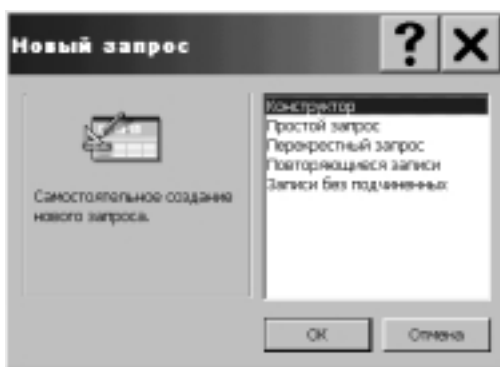 Новый запрос
? X
Самостоятельное создание
нового запроса.
Конструктор
Простой запрос
Перекрестный запрос
Повторяющиеся записи
Записи без подчиненных
ОК
Отмена